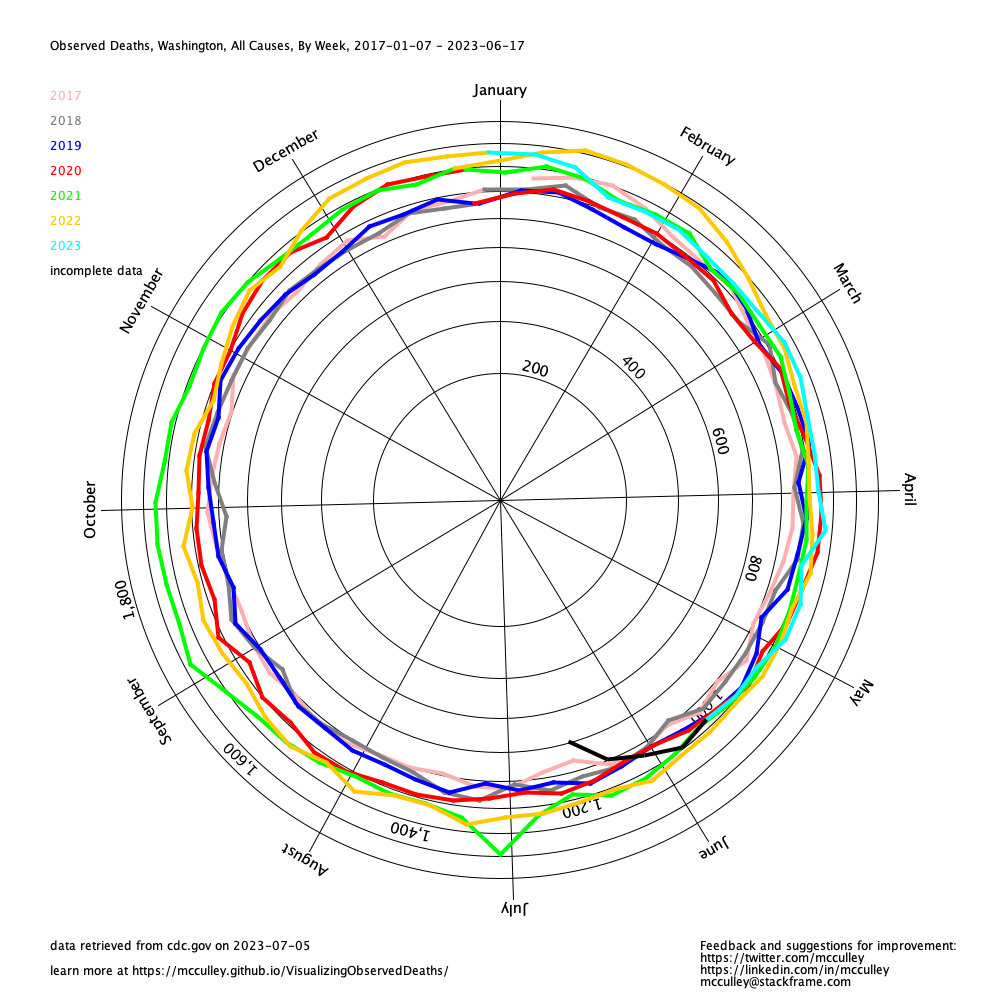 Observed Deaths, Washington, All Causes, By Week, 2017-01-07 - 2023-06-17
January
2017
2018
2019
2020
2021
2022
2023
incomplete data
December
February
November
March
200
400
600
October
April
800
1,800
September
May
1,000
1,600
1,200
1,400
August
June
July
data retrieved from cdc.gov on 2023-07-05
learn more at https://mcculley.github.io/VisualizingObservedDeaths/
Feedback and suggestions for improvement:
https://twitter.com/mcculley
https://linkedin.com/in/mcculley
mcculley@stackframe.com